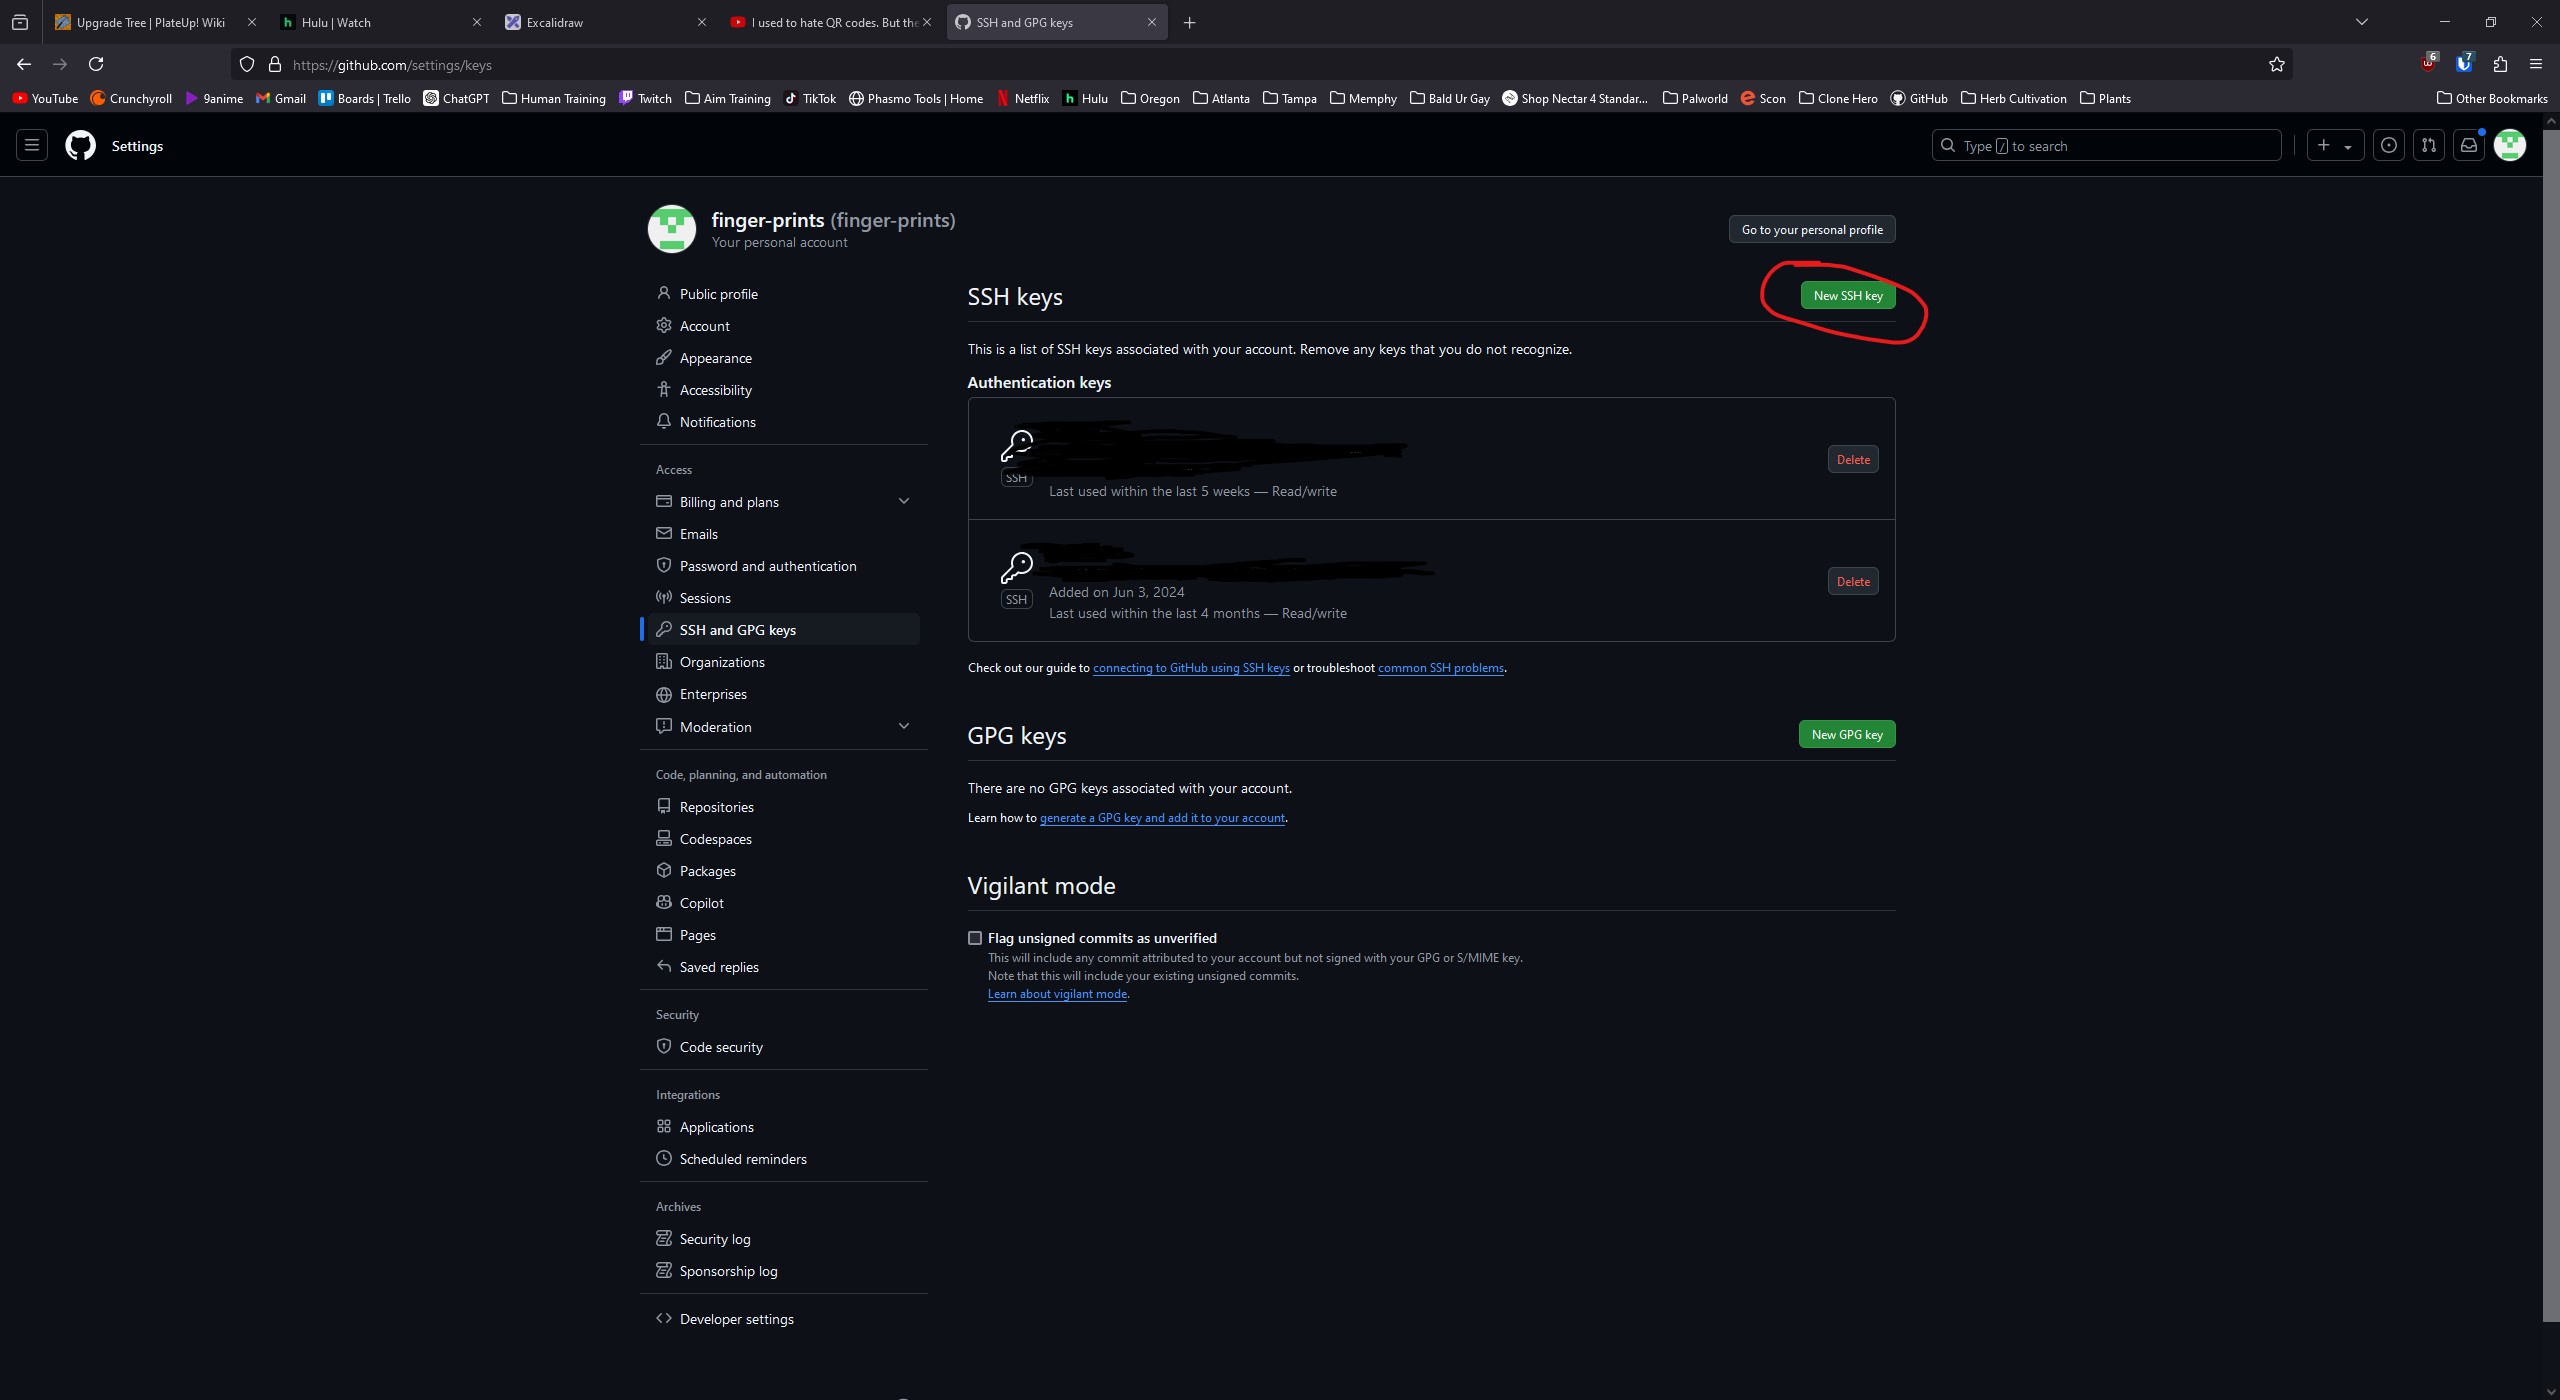 Upgrade Tree | PlateUp! Wiki
Hulu | Watch
Excalidraw
I used to hate QR codes. But the
SSH and GPG keys
https://github.com/settings/keys
6
7
YouTube Crunchyroll 9anime Gmail Boards | Trello ChatGPT Human Training Twitch Aim Training TikTok Phasmo Tools | Home Netflix Hulu Oregon Atlanta Tampa Memphy Bald Ur Gay Shop Nectar 4 Standar... Palworld Scon Clone Hero GitHub Herb Cultivation Plants Other Bookmarks
Settings
Type / to search
finger-prints (finger-prints)
Your personal account
Go to your personal profile
Public profile
Account
Appearance
Accessibility
Notifications
Access
Billing and plans
Emails
Password and authentication
Sessions
SSH and GPG keys
Organizations
Enterprises
Moderation
Code, planning, and automation
Repositories
Codespaces
Packages
Copilot
Pages
Saved replies
Security
Code security
Integrations
Applications
Scheduled reminders
Archives
Security log
Sponsorship log
Developer settings
SSH keys
New SSH key
This is a list of SSH keys associated with your account. Remove any keys that you do not recognize.
Authentication keys
SSH
Last used within the last 5 weeks — Read/write
Delete
SSH
Added on Jun 3, 2024
Last used within the last 4 months — Read/write
Delete
Check out our guide to connecting to GitHub using SSH keys or troubleshoot common SSH problems.
GPG keys
New GPG key
There are no GPG keys associated with your account.
Learn how to generate a GPG key and add it to your account.
Vigilant mode
Flag unsigned commits as unverified
This will include any commit attributed to your account but not signed with your GPG or S/MIME key.
Note that this will include your existing unsigned commits.
Learn about vigilant mode.